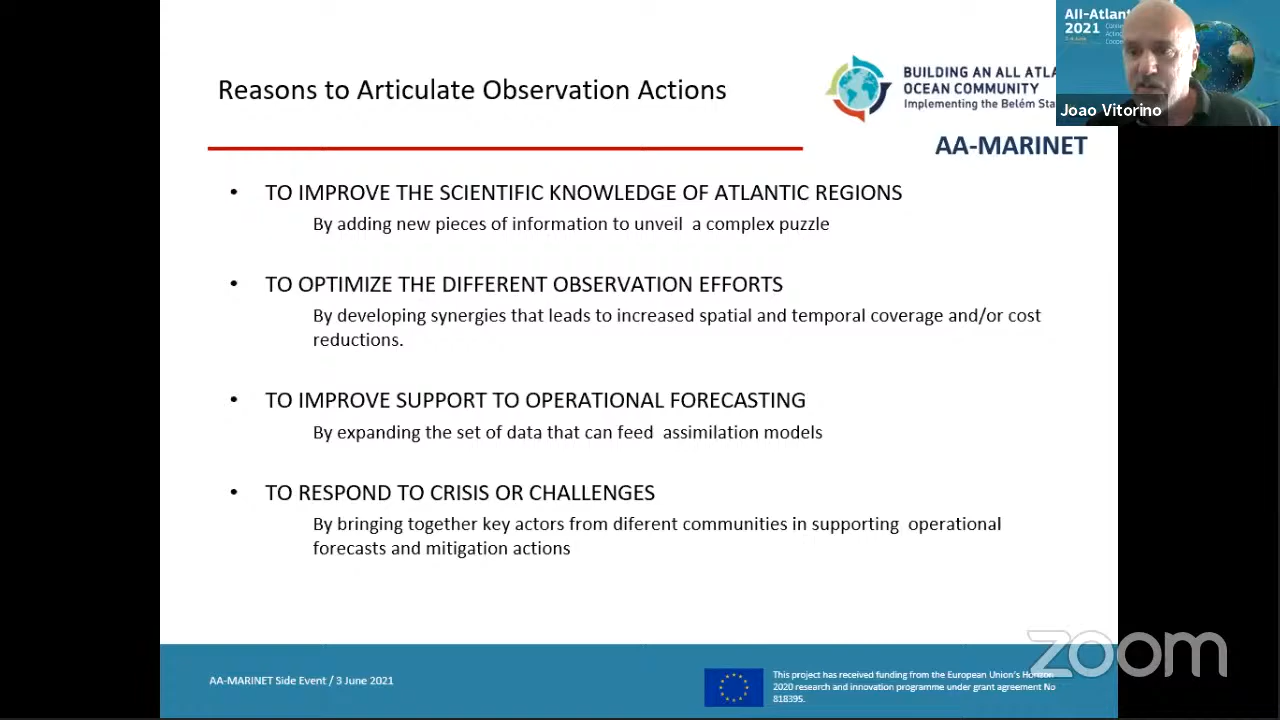 All-Atlant
2021
Reasons to Articulate Observation Actions
BUILDING AN ALL ATLA
OCEAN COMMUNITY
Implementing the Belém Sta
Joao Vitorino
AA-MARINET
• TO IMPROVE THE SCIENTIFIC KNOWLEDGE OF ATLANTIC REGIONS
By adding new pieces of information to unveil a complex puzzle
• TO OPTIMIZE THE DIFFERENT OBSERVATION EFFORTS
By developing synergies that leads to increased spatial and temporal coverage and/or cost
reductions.
• TO IMPROVE SUPPORT TO OPERATIONAL FORECASTING
By expanding the set of data that can feed assimilation models
• TO RESPOND TO CRISIS OR CHALLENGES
By bringing together key actors from diferent communities in supporting operational
forecasts and mitigation actions
zoom
AA-MARINET Side Event / 3 June 2021
This project has received funding from the European Union's Horizon
2020 research and innovation programme under grant agreement No
818395.